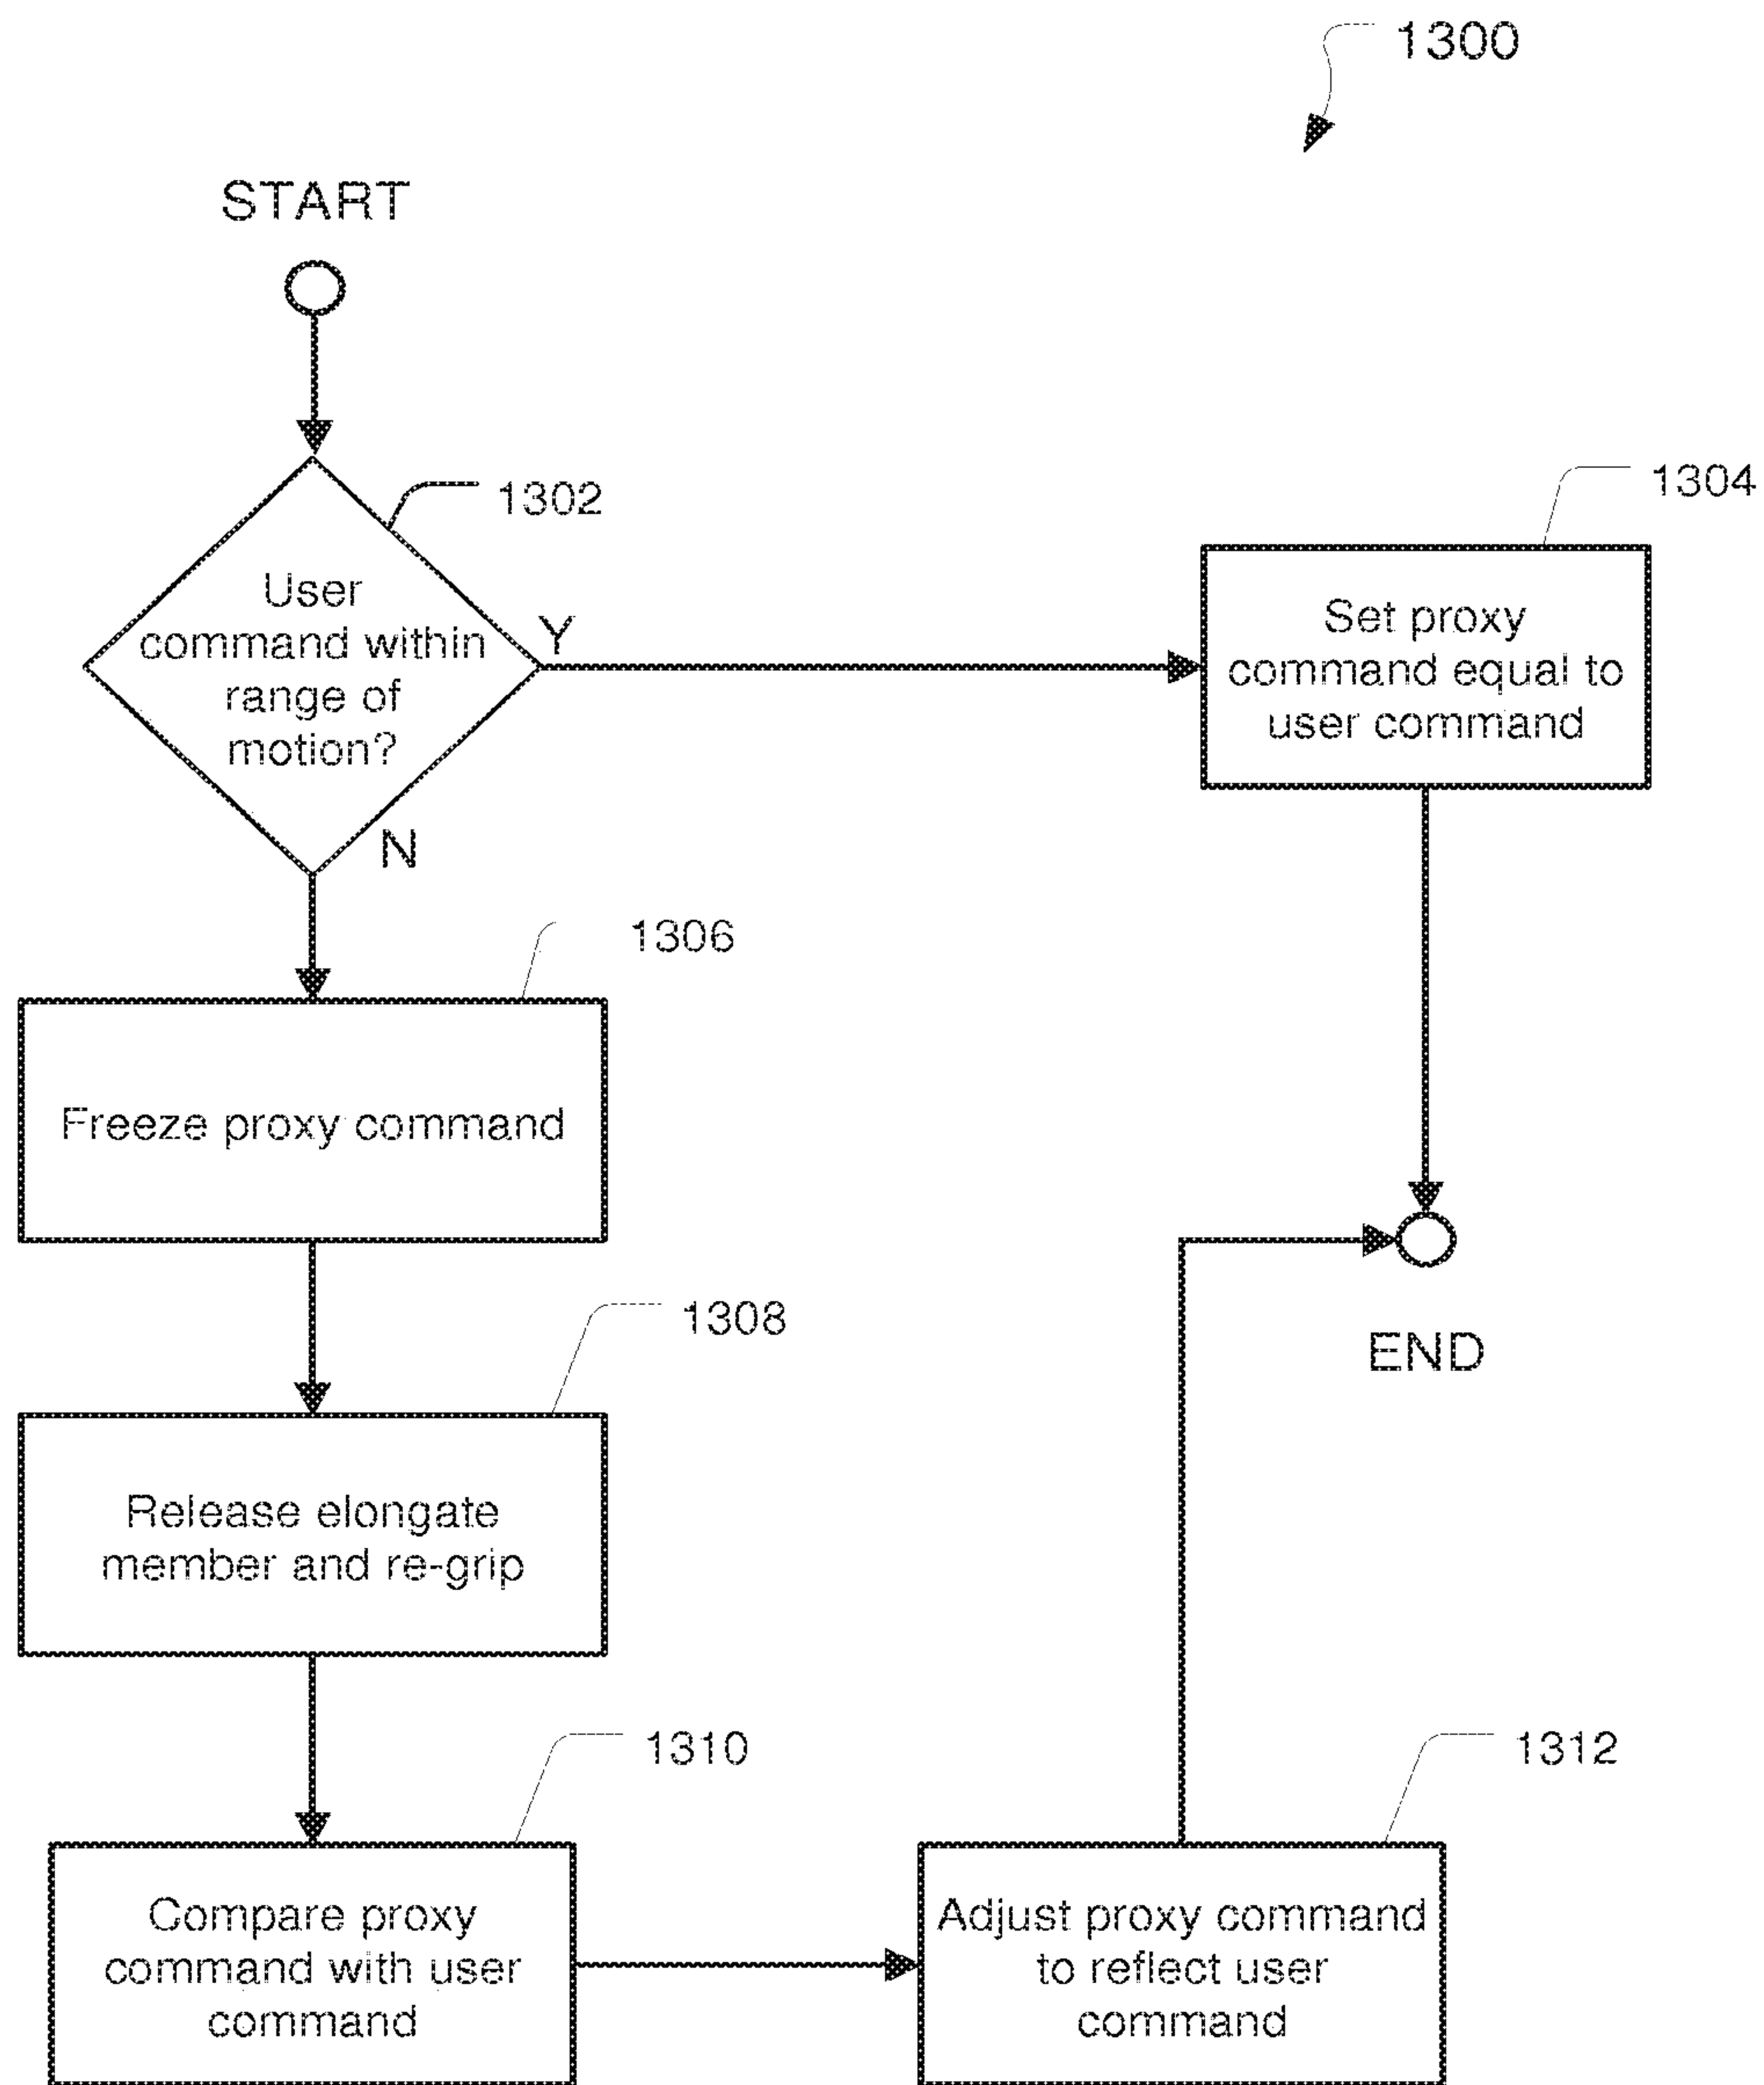 1300
START
1302
User
command within
range of
motion?
Y
N
1304
Set proxy
command equal to
user command
1306
Freeze proxy command
1308
Release elongate
member and re-grip
END
1310
Compare proxy
command with user
command
1312
Adjust proxy command
to reflect user
command